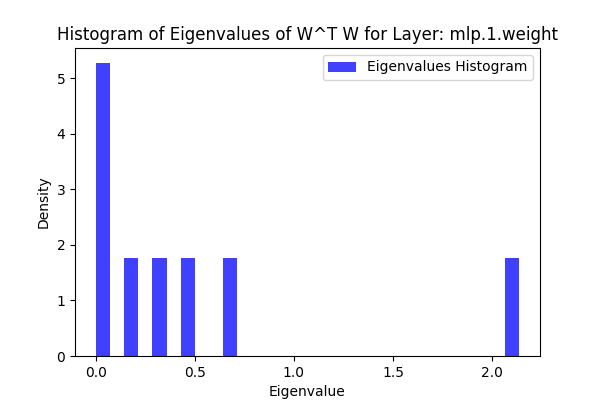 Histogram of Eigenvalues of W^T W for Layer: mlp.1.weight
Eigenvalues Histogram
Density
5
4
3
2
1
0
0.0 0.5 1.0 1.5 2.0
Eigenvalue